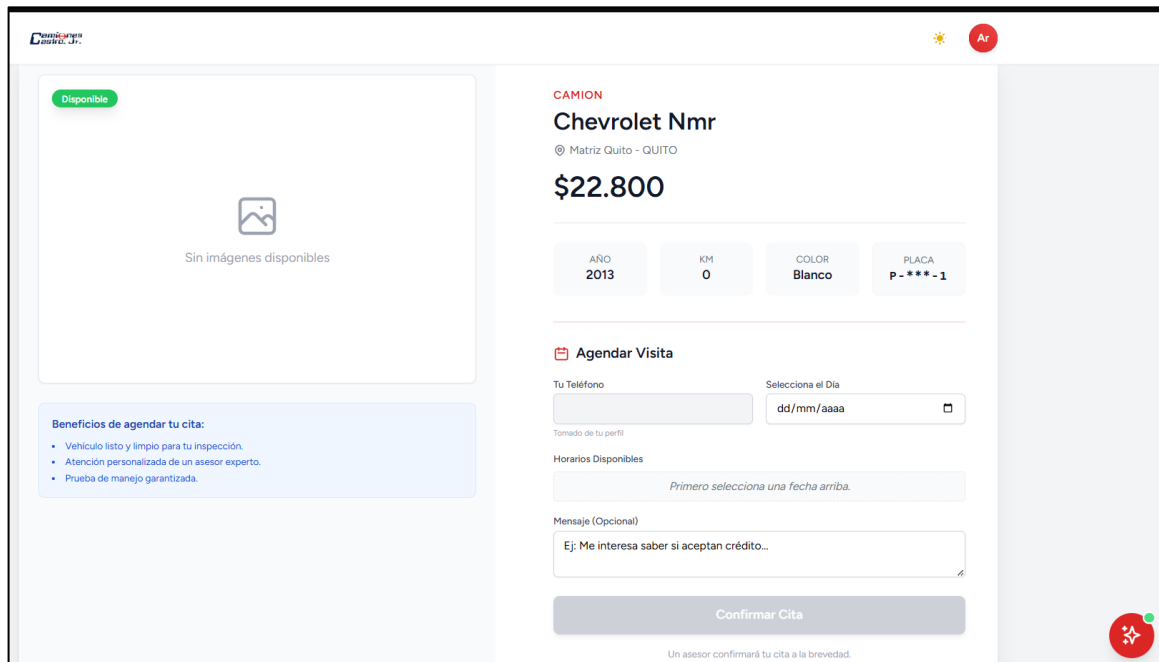 Camiones
Castro. Jr.
Ar
Disponible
Sin imágenes disponibles
Beneficios de agendar tu cita:
Vehículo listo y limpio para tu inspección.
Atención personalizada de un asesor experto.
Prueba de manejo garantizada.
CAMION
Chevrolet Nmr
Matriz Quito - QUITO
$22.800
AÑO
2013
KM
0
COLOR
Blanco
PLACA
P-***-1
Agendar Visita
Tu Teléfono
Tomado de tu perfil
Selecciona el Día
dd/mm/aaaa
Horarios Disponibles
Primero selecciona una fecha arriba.
Mensaje (Opcional)
Ej: Me interesa saber si aceptan crédito...
Confirmar Cita
Un asesor confirmará tu cita a la brevedad.